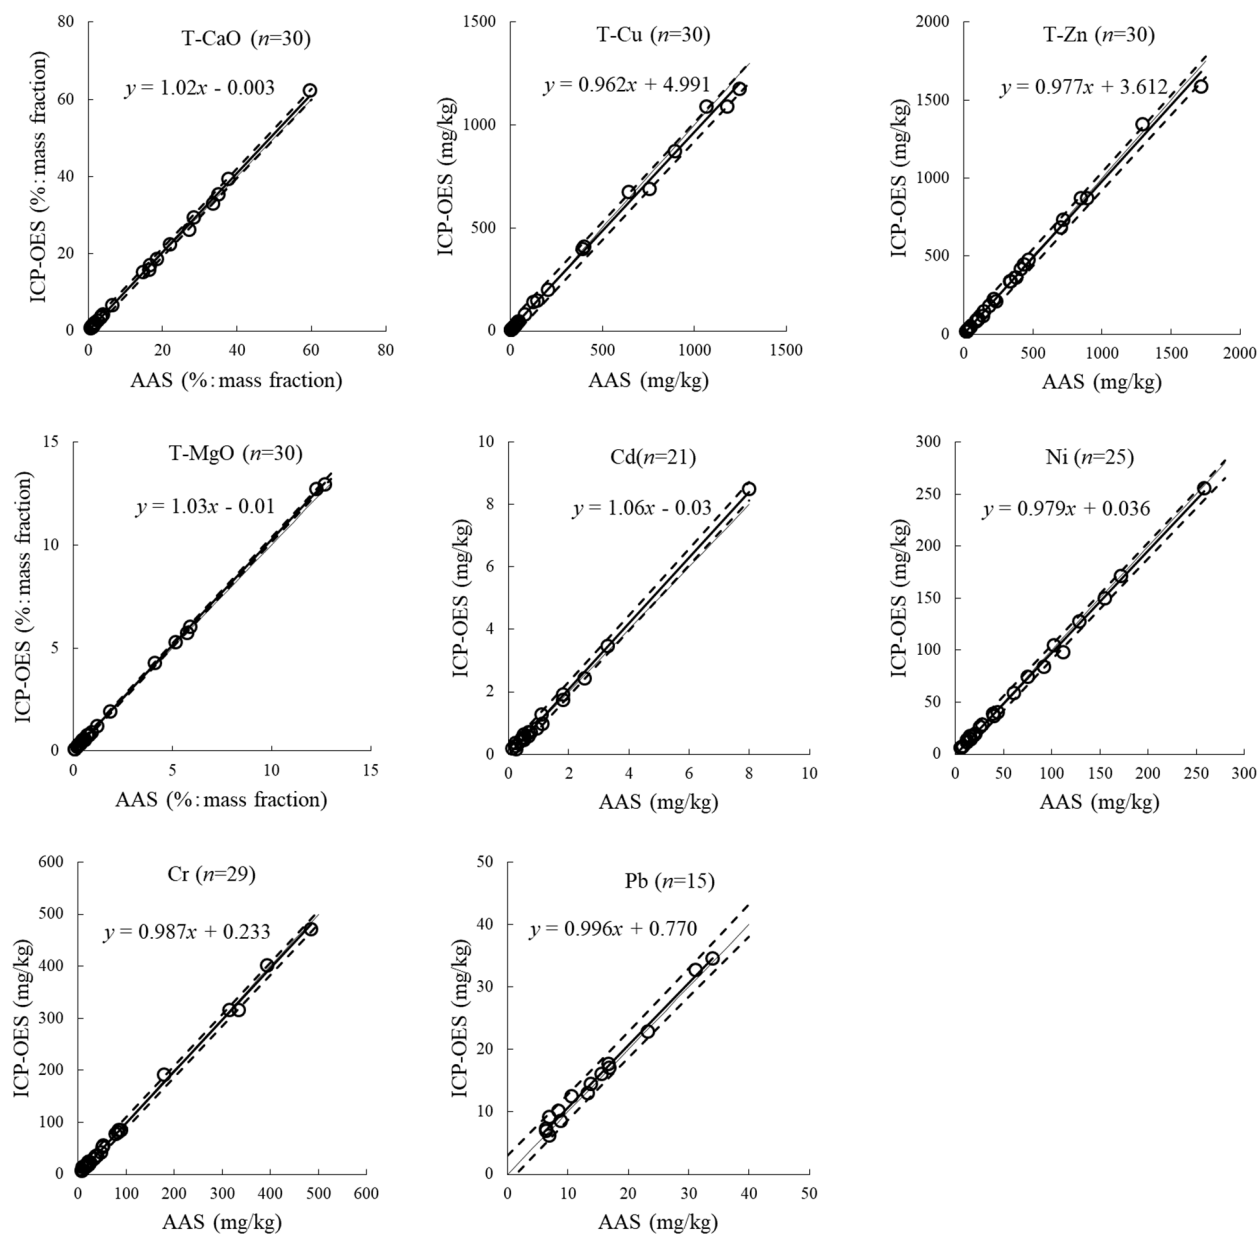 T-CaO (n=30)
y = 1.02x - 0.003
ICP-OES (%:mass fraction)
80
60
40
20
0
0 20 40 60 80
AAS (%:mass fraction)
T-Cu (n=30)
y = 0.962x + 4.991
ICP-OES (mg/kg)
1500
1000
500
0
0 500 1000 1500
AAS (mg/kg)
T-Zn (n=30)
y = 0.977x + 3.612
ICP-OES (mg/kg)
2000
1500
1000
500
0
0 500 1000 1500 2000
AAS (mg/kg)
T-MgO (n=30)
y = 1.03x - 0.01
ICP-OES (%:mass fraction)
15
10
5
0
0 5 10 15
AAS (%:mass fraction)
Cd(n=21)
y = 1.06x - 0.03
ICP-OES (mg/kg)
10
8
6
4
2
0
0 2 4 6 8 10
AAS (mg/kg)
Ni (n=25)
y = 0.979x + 0.036
ICP-OES (mg/kg)
300
250
200
150
100
50
0
0 50 100 150 200 250 300
AAS (mg/kg)
Cr (n=29)
y = 0.987x + 0.233
ICP-OES (mg/kg)
600
500
400
300
200
100
0
0 100 200 300 400 500 600
AAS (mg/kg)
Pb (n=15)
y = 0.996x + 0.770
ICP-OES (mg/kg)
50
40
30
20
10
0
0 10 20 30 40 50
AAS (mg/kg)